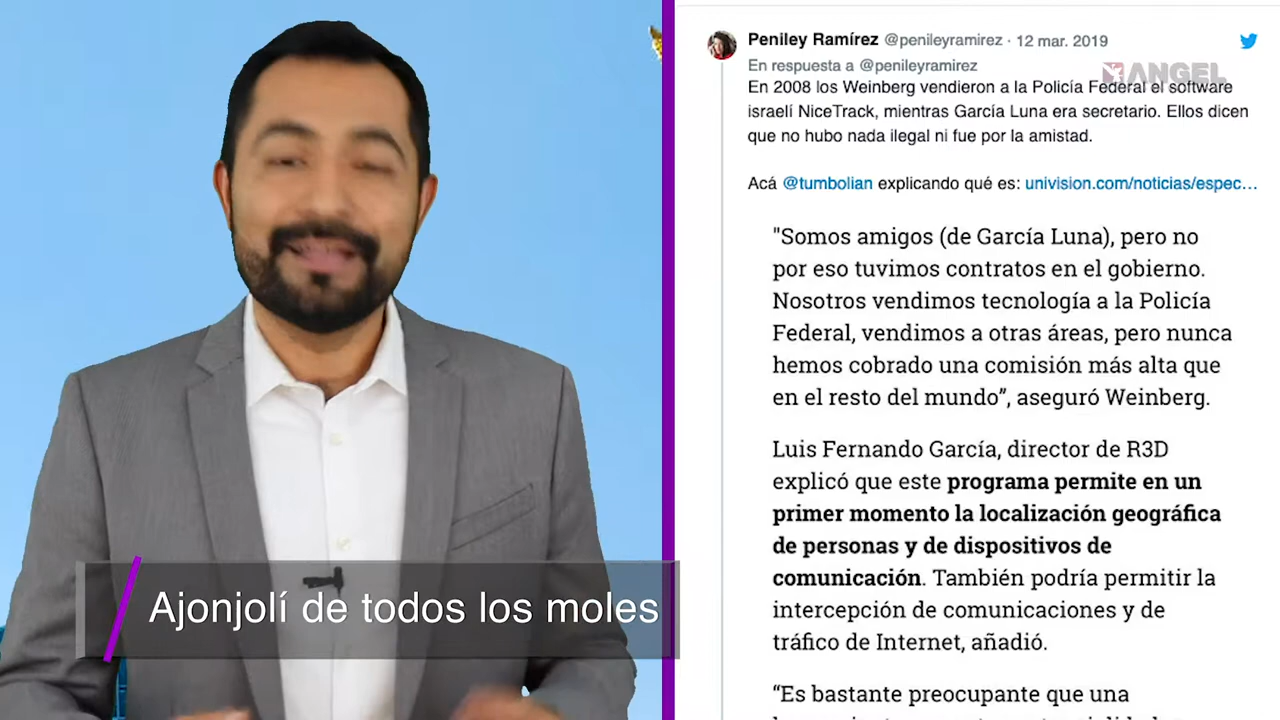 Peniley Ramírez @penileyramirez · 12 mar. 2019
En respuesta a @penileyramirez
ANGEL
En 2008 los Weinberg vendieron a la Policía Federal el software
israelí NiceTrack, mientras García Luna era secretario. Ellos dicen
que no hubo nada ilegal ni fue por la amistad.
Acá @tumbolian explicando qué es: univision.com/noticias/espec…
"Somos amigos (de García Luna), pero no
por eso tuvimos contratos en el gobierno.
Nosotros vendimos tecnología a la Policía
Federal, vendimos a otras áreas, pero nunca
hemos cobrado una comisión más alta que
en el resto del mundo”, aseguró Weinberg.
Luis Fernando García, director de R3D
explicó que este programa permite en un
primer momento la localización geográfica
de personas y de dispositivos de
comunicación. También podría permitir la
intercepción de comunicaciones y de
tráfico de Internet, añadió.
“Es bastante preocupante que una
Ajonjolí de todos los moles